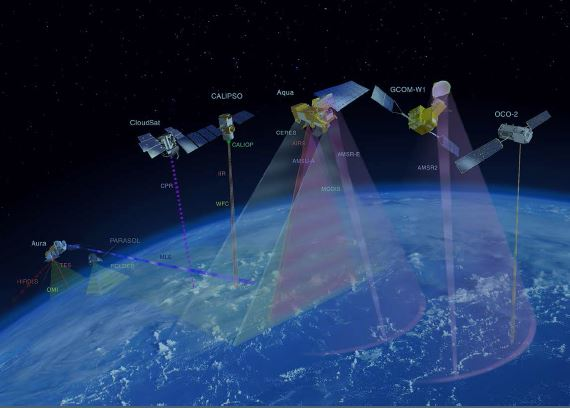 OCO-2
GCOM-W1
AMSR2
Aqua
CERES
AIRS
AMSU-A
AMSR-E
MODIS
CALIPSO
CALIOP
IIR
WFC
CloudSat
CPR
PARASOL
POLDER
Aura
TES
MLS
HIRDLS
OMI